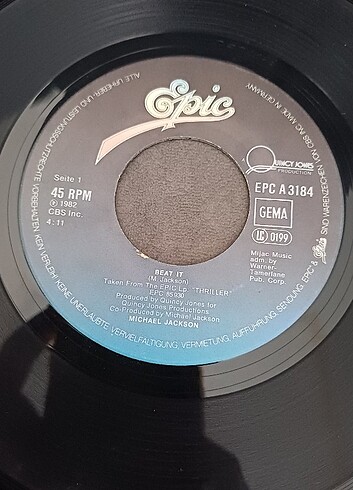 Epic
QUINCY JONES
PRODUCTION
Seite 1
45 RPM
℗ 1982
CBS Inc.
4:11
EPC A 3184
GEMA
LC 0199
Mijac Music
adm. by
Warner-
Tamerlane
Pub. Corp.
BEAT IT
(M. Jackson)
Taken From The EPIC Lp. "THRILLER"
EPC 85930
Produced by Quincy Jones for
Quincy Jones Productions
Co-Produced by Michael Jackson
MICHAEL JACKSON
ALLE URHEBER- UND LEISTUNGSSCHUTZRECHTE VORBEHALTEN KEIN VERLEIH! KEINE UNERLAUBTE VERVIELFÄLTIGUNG, VERMIETUNG, AUFFÜHRUNG, SENDUNG. „EPIC" &
Epic
SIND WARENZEICHEN VON CBS INC. MADE IN GERMANY